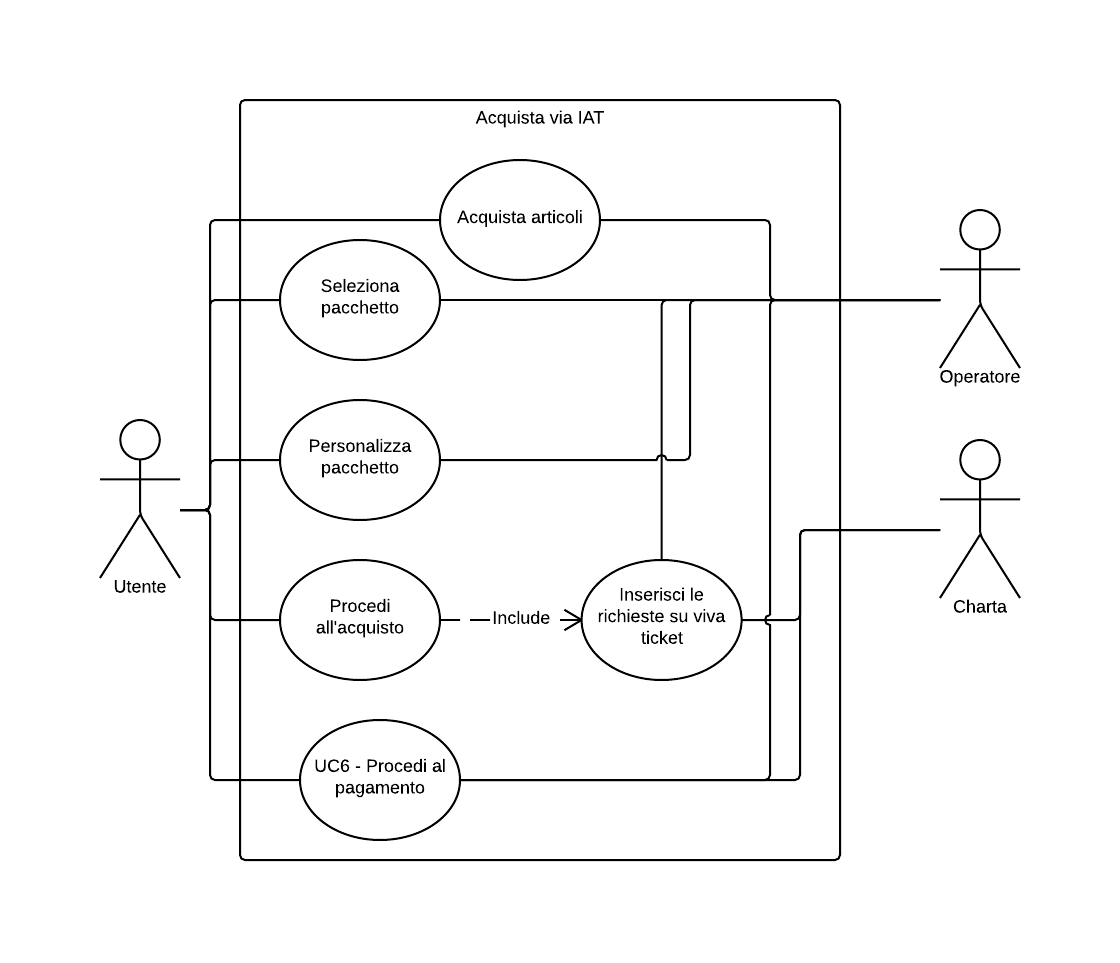 Acquista via IAT
Acquista articoli
Seleziona
pacchetto
Operatore
Personalizza
pacchetto
Utente
Procedi
all'acquisto
Include
Inserisci le
richieste su viva
ticket
Charta
UC6 - Procedi al
pagamento